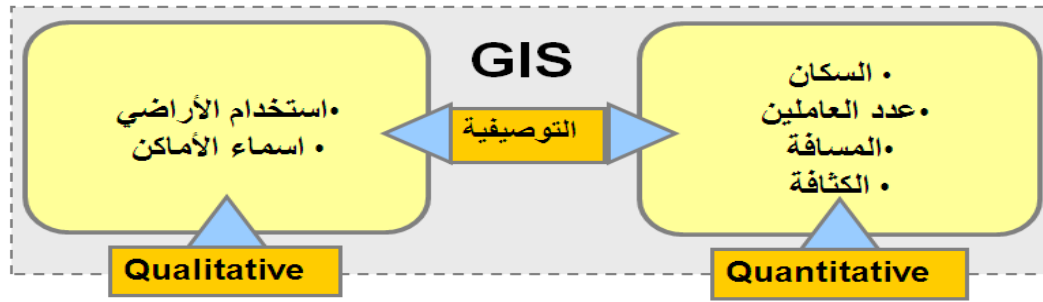 GIS
• السكان
•عدد العاملين
•المسافة
• الكثافة
التوصيفية
•استخدام الأراضي
• اسماء الأماكن
Quantitative
Qualitative